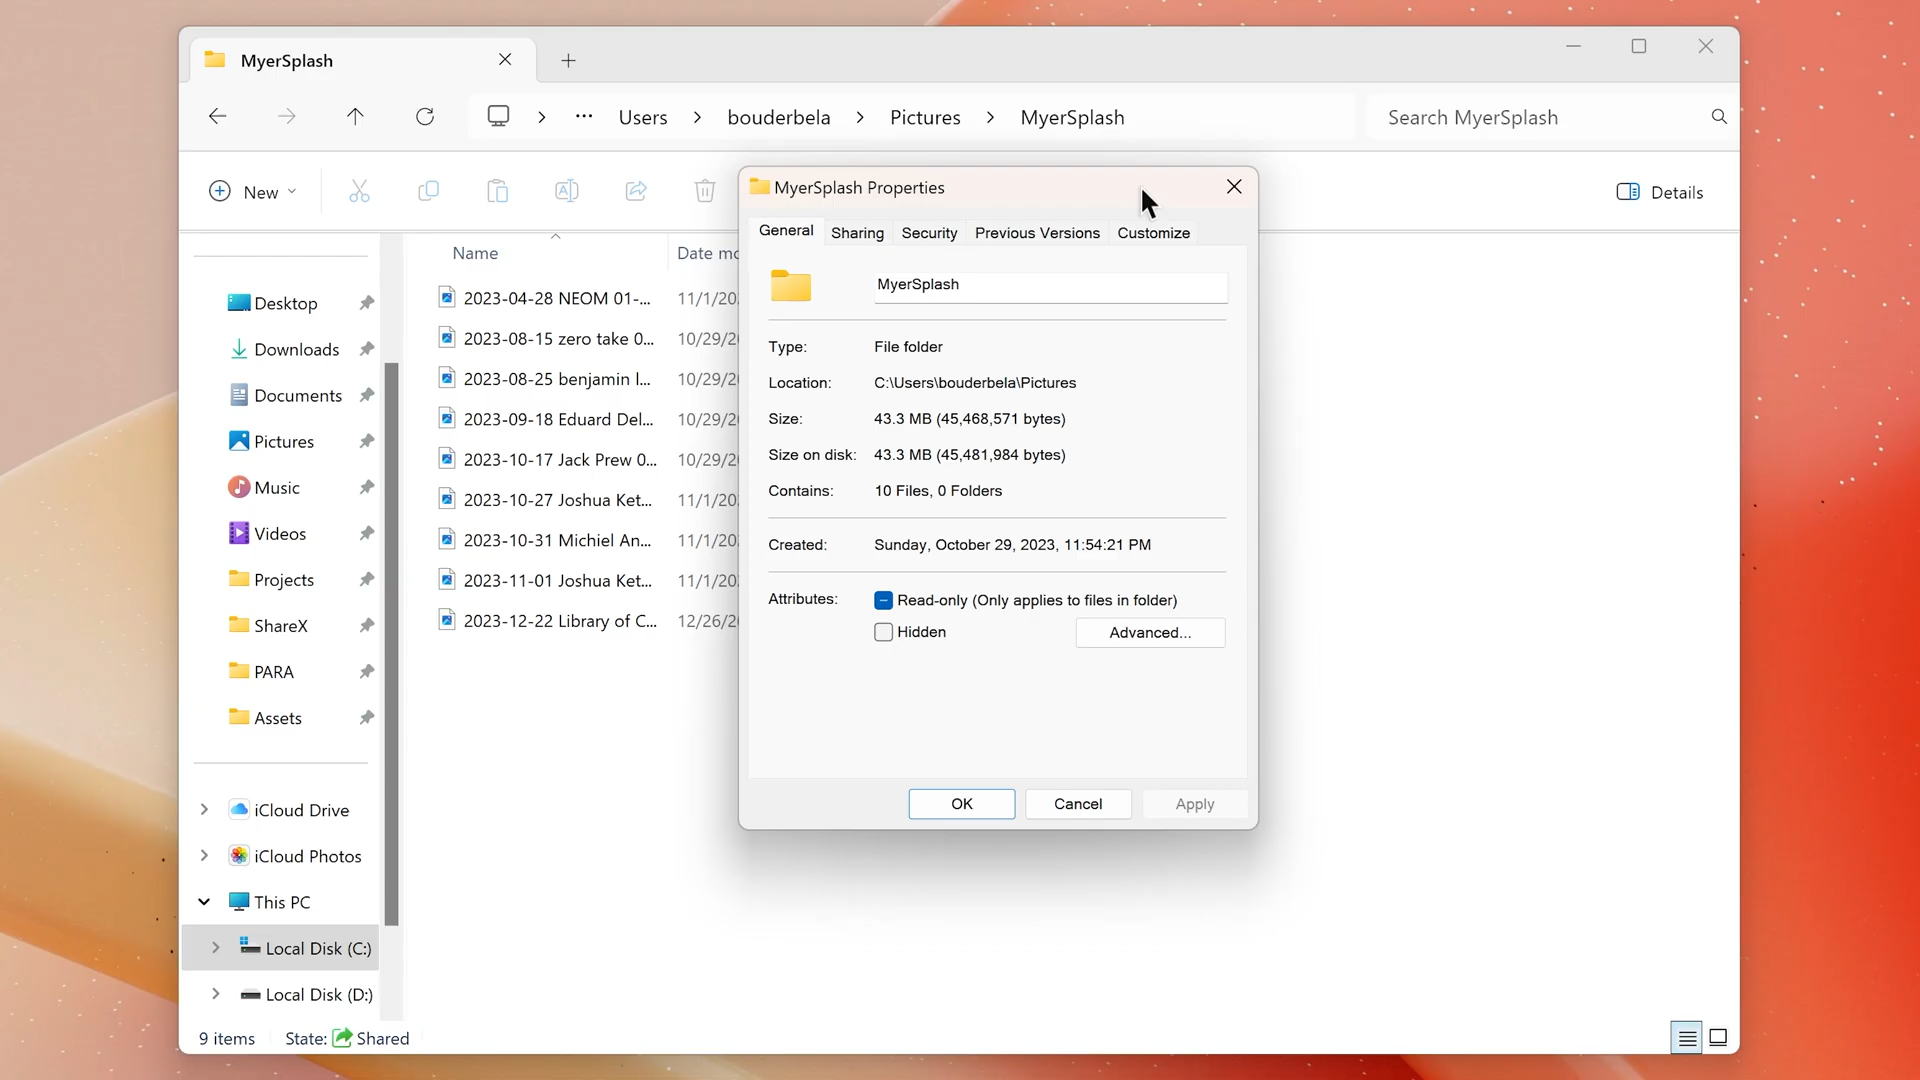 MyerSplash
Users
bouderbela
Pictures
MyerSplash
Search MyerSplash
New
Details
Name
Date mo
Desktop
Downloads
Documents
Pictures
Music
Videos
Projects
ShareX
PARA
Assets
iCloud Drive
iCloud Photos
This PC
Local Disk (C:)
Local Disk (D:)
2023-04-28 NEOM 01-... 11/1/20
2023-08-15 zero take 0... 10/29/2
2023-08-25 benjamin l... 10/29/2
2023-09-18 Eduard Del... 10/29/2
2023-10-17 Jack Prew 0... 10/29/2
2023-10-27 Joshua Ket... 11/1/20
2023-10-31 Michiel An... 11/1/20
2023-11-01 Joshua Ket... 11/1/20
2023-12-22 Library of C... 12/26/2
MyerSplash Properties
General Sharing Security Previous Versions Customize
MyerSplash
Type: File folder
Location: C:\Users\bouderbela\Pictures
Size: 43.3 MB (45,468,571 bytes)
Size on disk: 43.3 MB (45,481,984 bytes)
Contains: 10 Files, 0 Folders
Created: Sunday, October 29, 2023, 11:54:21 PM
Attributes: Read-only (Only applies to files in folder)
Hidden Advanced...
OK Cancel Apply
9 items State: Shared